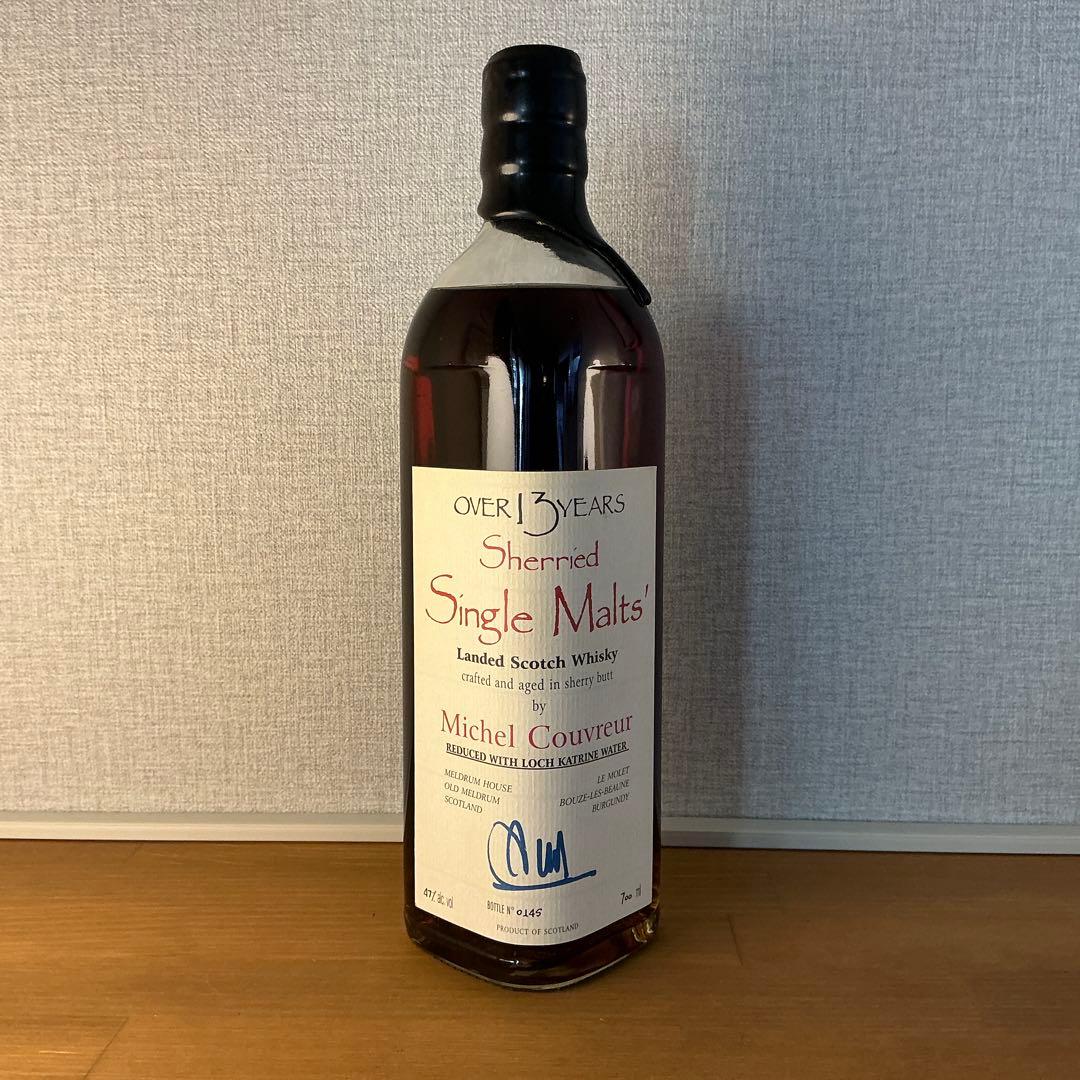 OVER 13 YEARS
Sherried
Single Malts'
Landed Scotch Whisky
crafted and aged in sherry butt
by
Michel Couvreur
REDUCED WITH LOCH KATRINE WATER
MELDRUM HOUSE
OLD MELDRUM
SCOTLAND
LE MOLET
BOUZE-LES-BEAUNE
BURGUNDY
47% alc. vol
BOTTLE N° 0145
700 ml
PRODUCT OF SCOTLAND